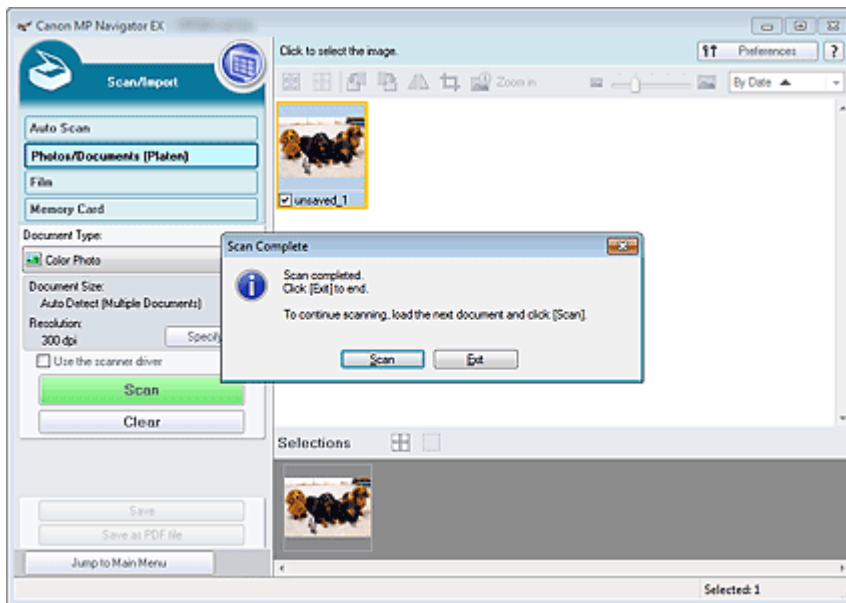 Canon MP Navigator EX
Scan/Import
Click to select the image.
Preferences
?
Zoom in
By Date
Auto Scan
Photos/Documents (Platen)
Film
Memory Card
unsaved_1
Document Type:
Color Photo
Document Size:
Auto Detect (Multiple Documents)
Resolution:
300 dpi
Specify
Use the scanner driver
Scan
Clear
Scan Complete
Scan completed.
Click [Exit] to end.
To continue scanning, load the next document and click [Scan].
Scan
Exit
Selections
Save
Save as PDF file
Jump to Main Menu
Selected: 1